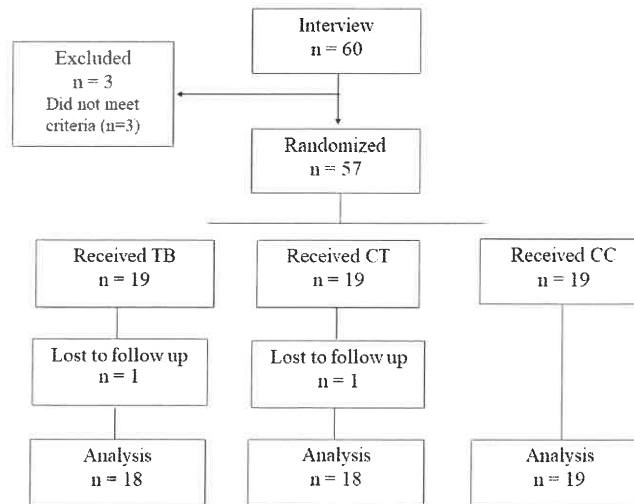 Interview
n = 60
Excluded
n = 3
Did not meet
criteria (n=3)
Randomized
n = 57
Received TB
n = 19
Received CT
n = 19
Received CC
n = 19
Lost to follow up
n = 1
Lost to follow up
n = 1
Analysis
n = 18
Analysis
n = 18
Analysis
n = 19